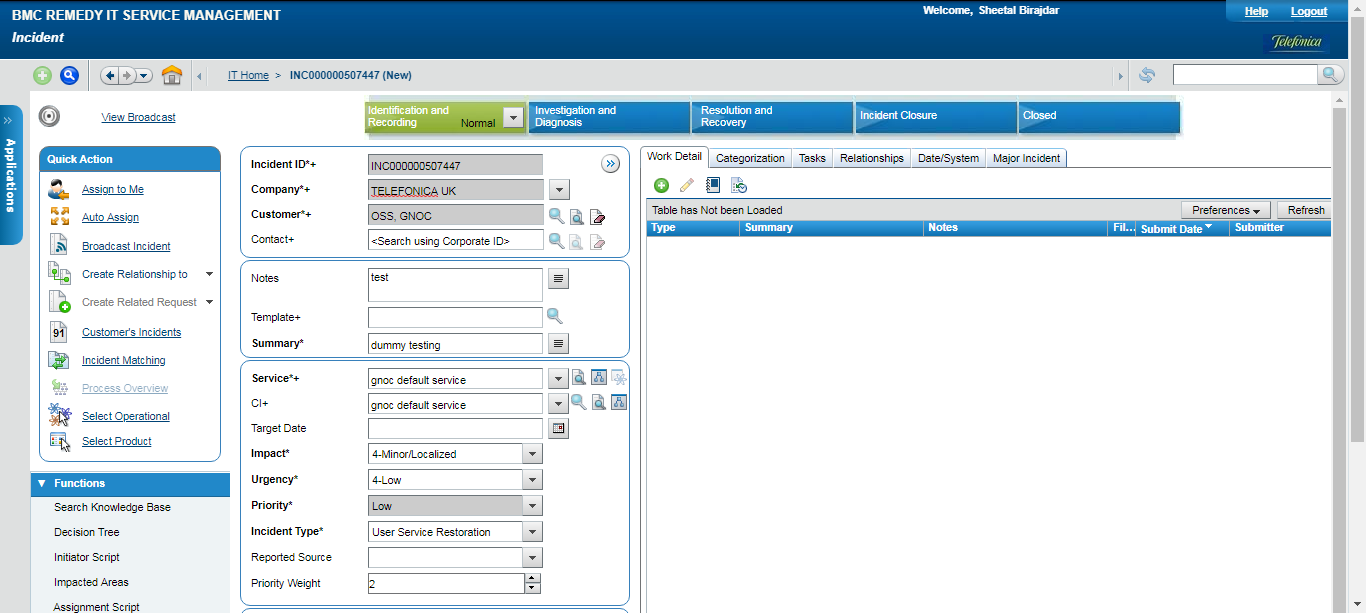 BMC REMEDY IT SERVICE MANAGEMENT
Welcome, Sheetal Birajdar
Help Logout
Incident
Telefónica
IT Home > INC000000507447 (New)
Applications
View Broadcast
Identification and Recording Normal
Investigation and Diagnosis
Resolution and Recovery
Incident Closure
Closed
Quick Action
Assign to Me
Auto Assign
Broadcast Incident
Create Relationship to
Create Related Request
91 Customer's Incidents
Incident Matching
Process Overview
Select Operational
Select Product
Functions
Search Knowledge Base
Decision Tree
Initiator Script
Impacted Areas
Assignment Script
Incident ID*+ INC000000507447
Company*+ TELEFONICA UK
Customer*+ OSS, GNOC
Contact+ <Search using Corporate ID>
Notes test
Template+
Summary* dummy testing
Service*+ gnoc default service
CI+ gnoc default service
Target Date
Impact* 4-Minor/Localized
Urgency* 4-Low
Priority* Low
Incident Type* User Service Restoration
Reported Source
Priority Weight 2
Work Detail Categorization Tasks Relationships Date/System Major Incident
Table has Not been Loaded Preferences Refresh
Type Summary Notes Fil... Submit Date Submitter